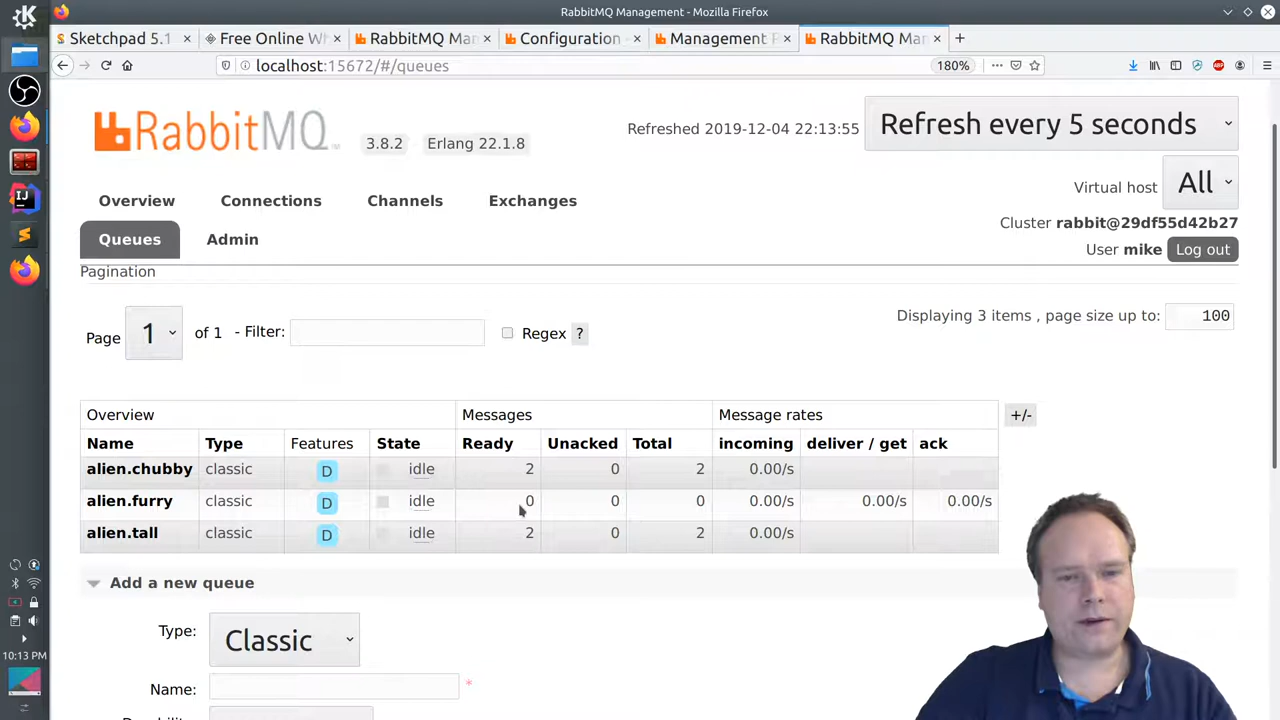 RabbitMQ Management - Mozilla Firefox
Sketchpad 5.1 × Free Online Wh × RabbitMQ Man × Configuration × Management P × RabbitMQ Man × +
localhost:15672/#/queues 180%
RabbitMQ TM 3.8.2 Erlang 22.1.8
Refreshed 2019-12-04 22:13:55 Refresh every 5 seconds
Virtual host All
Cluster rabbit@29df55d42b27
User mike Log out
Overview Connections Channels Exchanges
Queues Admin
Pagination
Page 1 of 1 - Filter: Regex ?
Displaying 3 items , page size up to: 100
Overview Messages Message rates +/-
Name Type Features State Ready Unacked Total incoming deliver / get ack
alien.chubby classic D idle 2 0 2 0.00/s
alien.furry classic D idle 0 0 0 0.00/s 0.00/s 0.00/s
alien.tall classic D idle 2 0 2 0.00/s
Add a new queue
Type: Classic
Name: *
10:13 PM